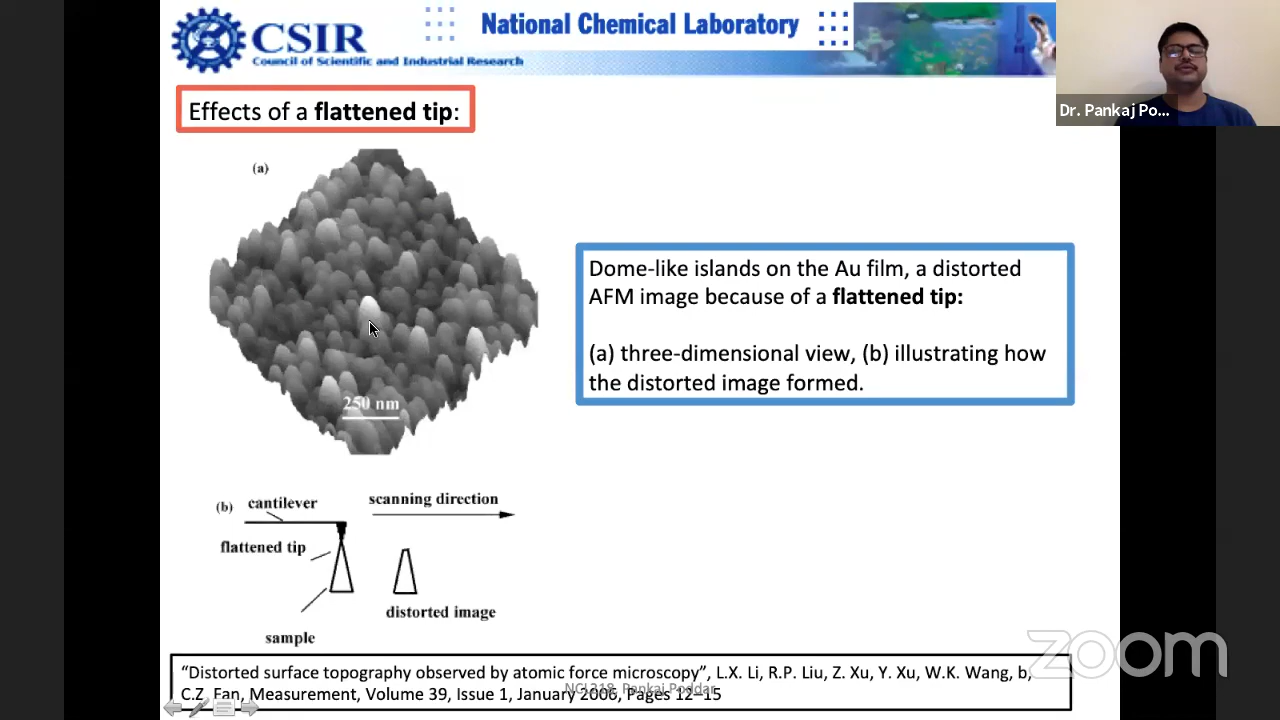 CSIR
Council of Scientific and Industrial Research
National Chemical Laboratory
Dr. Pankaj Po...
Effects of a flattened tip:
(a)
250 nm
Dome-like islands on the Au film, a distorted
AFM image because of a flattened tip:
(a) three-dimensional view, (b) illustrating how
the distorted image formed.
(b) cantilever
scanning direction
flattened tip
distorted image
sample
zoom
“Distorted surface topography observed by atomic force microscopy”, L.X. Li, R.P. Liu, Z. Xu, Y. Xu, W.K. Wang, b,
C.Z. Fan, Measurement, Volume 39, Issue 1, January 2006, Pages 12–15
NCL218, Pankaj Poddar